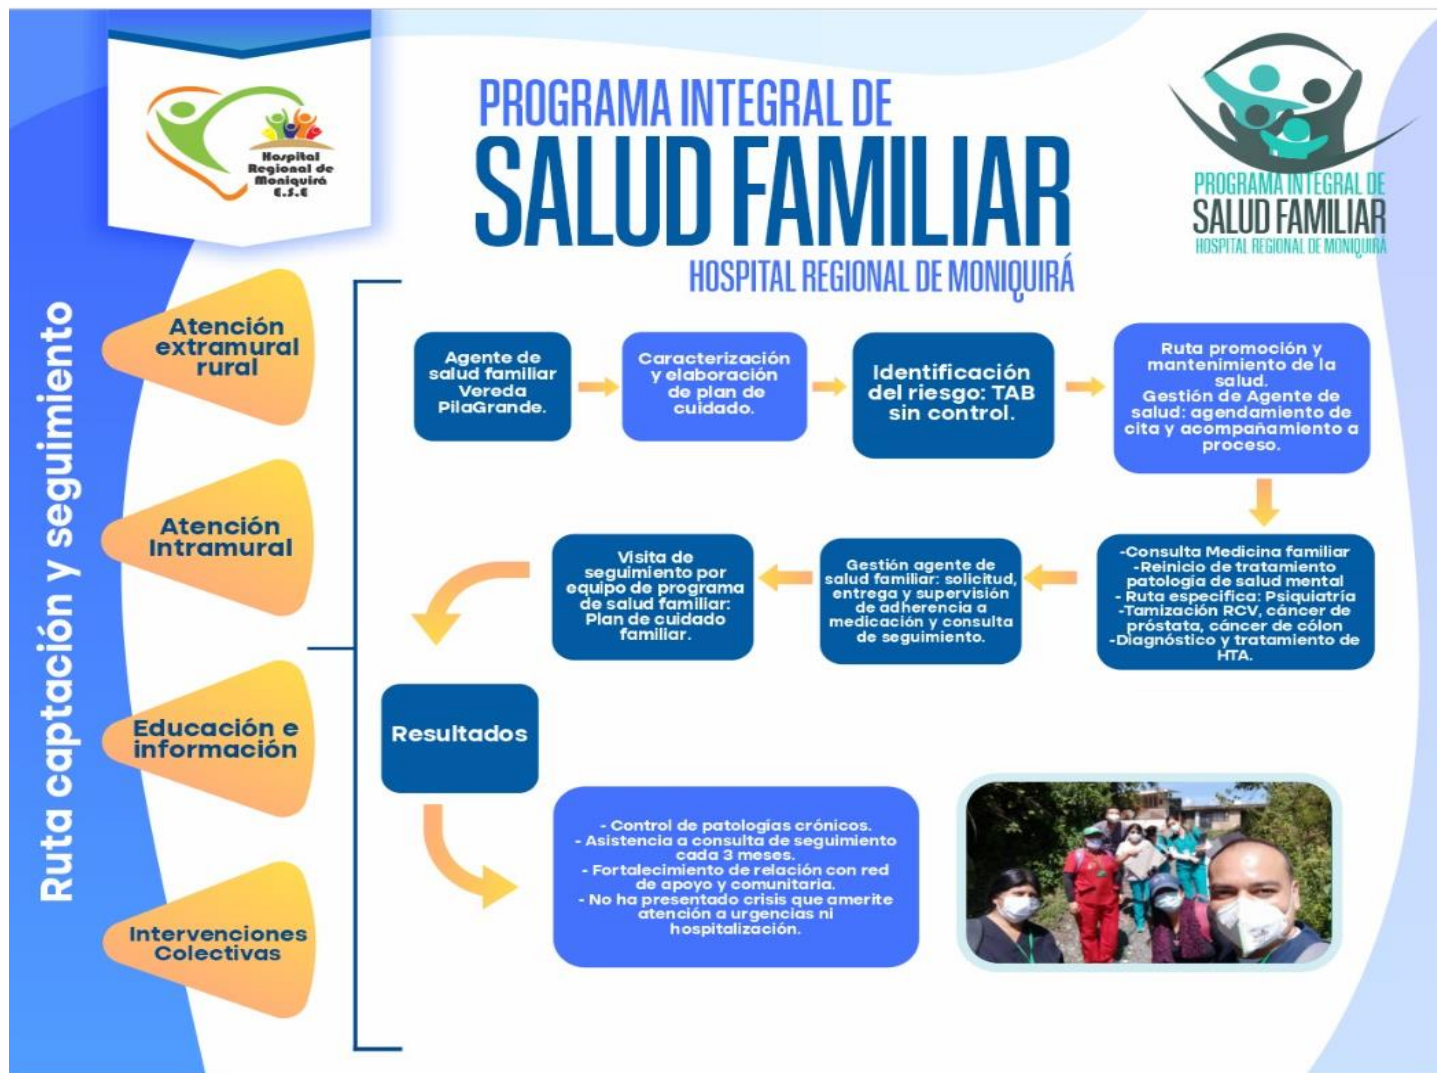 Hospital
Regional de
Moniquirá
E.S.E
PROGRAMA INTEGRAL DE
SALUD FAMILIAR
HOSPITAL REGIONAL DE MONIQUIRÁ
PROGRAMA INTEGRAL DE
SALUD FAMILIAR
HOSPITAL REGIONAL DE MONIQUIRÁ
Ruta captación y seguimiento
Atención
extramural
rural
Atención
Intramural
Educación e
información
Intervenciones
Colectivas
Agente de
salud familiar
Vereda
PilaGrande.
Caracterización
y elaboración
de plan de
cuidado.
Identificación
del riesgo: TAB
sin control.
Ruta promoción y
mantenimiento de la
salud.
Gestión de Agente de
salud: agendamiento de
cita y acompañamiento a
proceso.
-Consulta Medicina familiar
-Reinicio de tratamiento
patología de salud mental
- Ruta especifica: Psiquiatría
-Tamización RCV, cáncer de
próstata, cáncer de cólon
-Diagnóstico y tratamiento de
HTA.
Gestión agente de
salud familiar: solicitud,
entrega y supervisión
de adherencia a
medicación y consulta
de seguimiento.
Visita de
seguimiento por
equipo de programa
de salud familiar:
Plan de cuidado
familiar.
Resultados
- Control de patologías crónicos.
- Asistencia a consulta de seguimiento
cada 3 meses.
- Fortalecimiento de relación con red
de apoyo y comunitaria.
- No ha presentado crisis que amerite
atención a urgencias ni
hospitalización.